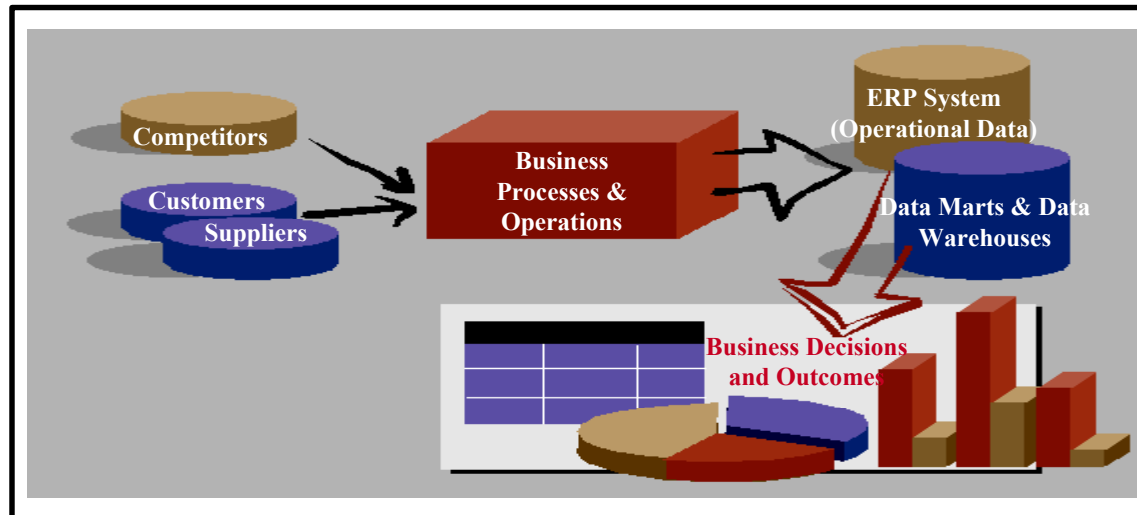 Competitors
Customers
Suppliers
Business
Processes &
Operations
ERP System
(Operational Data)
Data Marts & Data
Warehouses
Business Decisions
and Outcomes